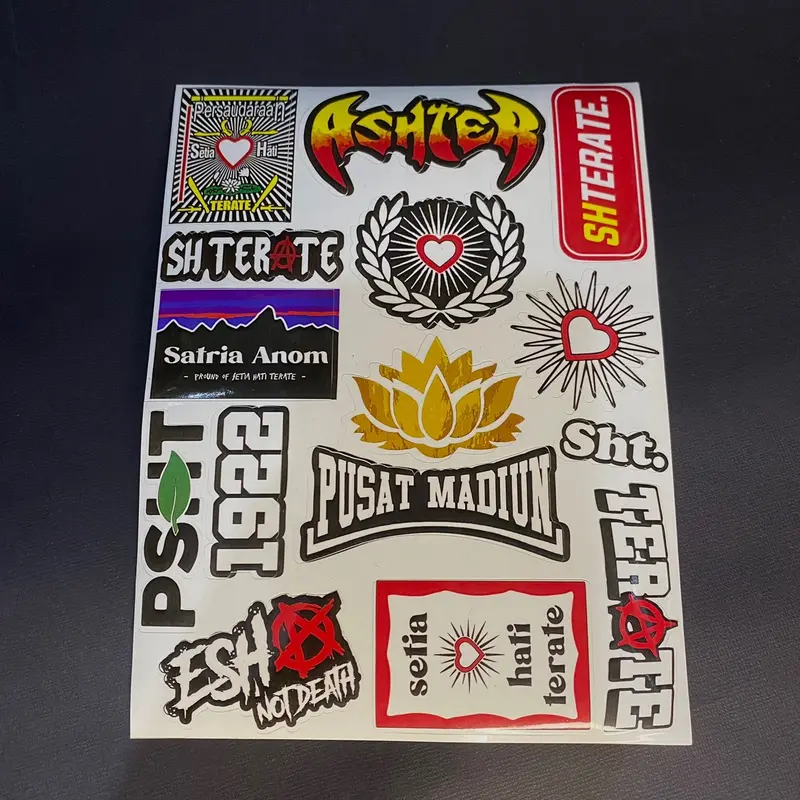 Persaudaraan
Setia Hati
TERATE
ASHTER
SHTERATE.
SH TERATE
Satria Anom
- PROUND OF SETIA HATI TERATE -
PSHT
1922
Sht.
PUSAT MADIUN
TERATE
ESHA
NOT DEATH
setia
hati
terate